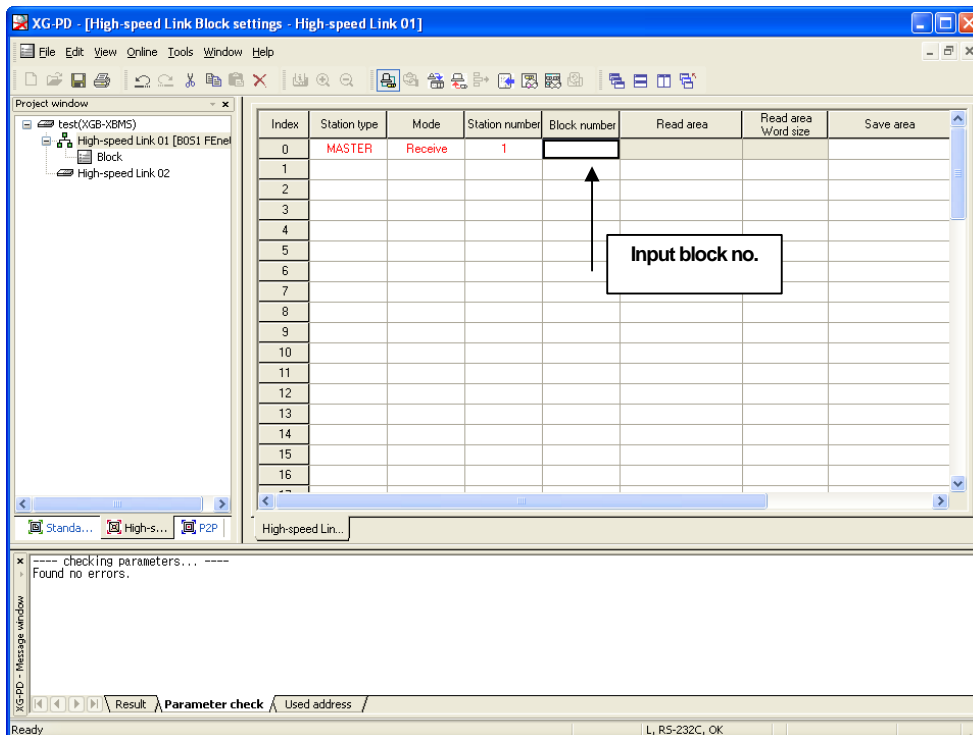 XG-PD - [High-speed Link Block settings - High-speed Link 01]
File Edit View Online Tools Window Help
Project window
test(XGB-XBMS)
High-speed Link 01 [B0S1 FEnet
Block
High-speed Link 02
Standa... High-s... P2P
Index Station type Mode Station number Block number Read area Read area Word size Save area
0 MASTER Receive 1
1
2
3
4
5
6
7
8
9
10
11
12
13
14
15
16
Input block no.
High-speed Lin...
---- checking parameters... ----
Found no errors.
XG-PD - Message window
Result Parameter check Used address
Ready L, RS-232C, OK